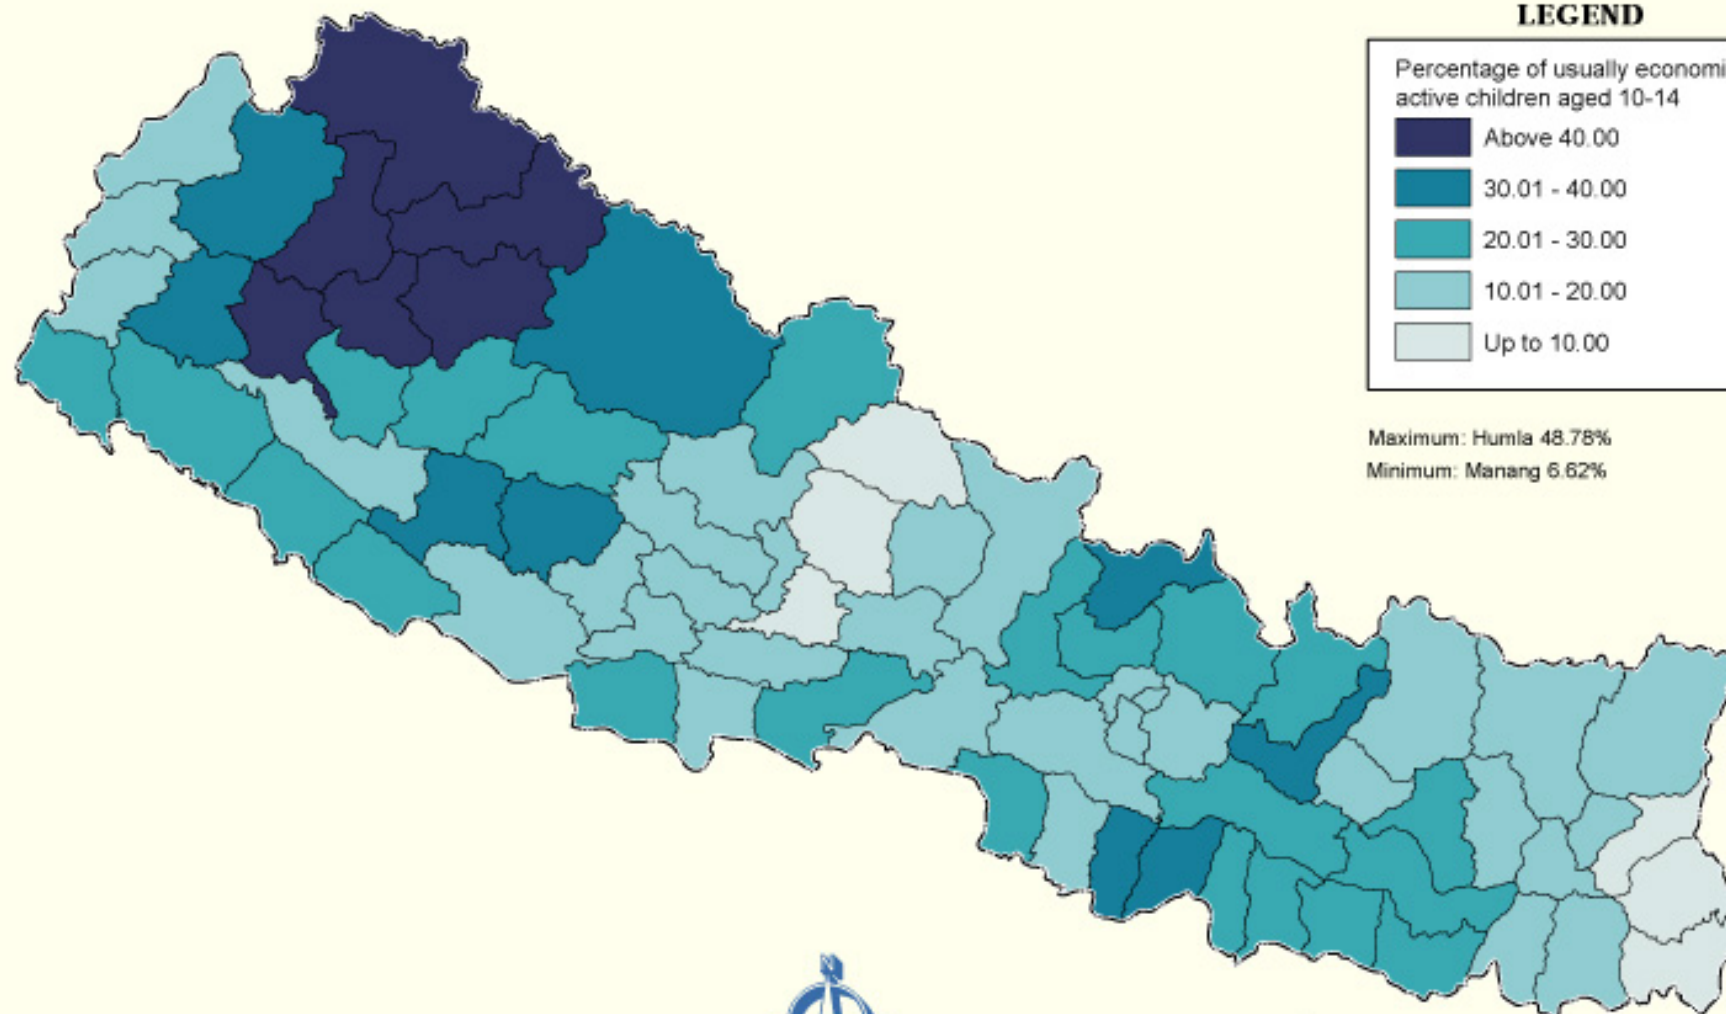 LEGEND
Percentage of usually economi
active children aged 10-14
Above 40.00
30.01 - 40.00
20.01 - 30.00
10.01 - 20.00
Up to 10.00
Maximum: Humla 48.78%
Minimum: Manang 6.62%
N